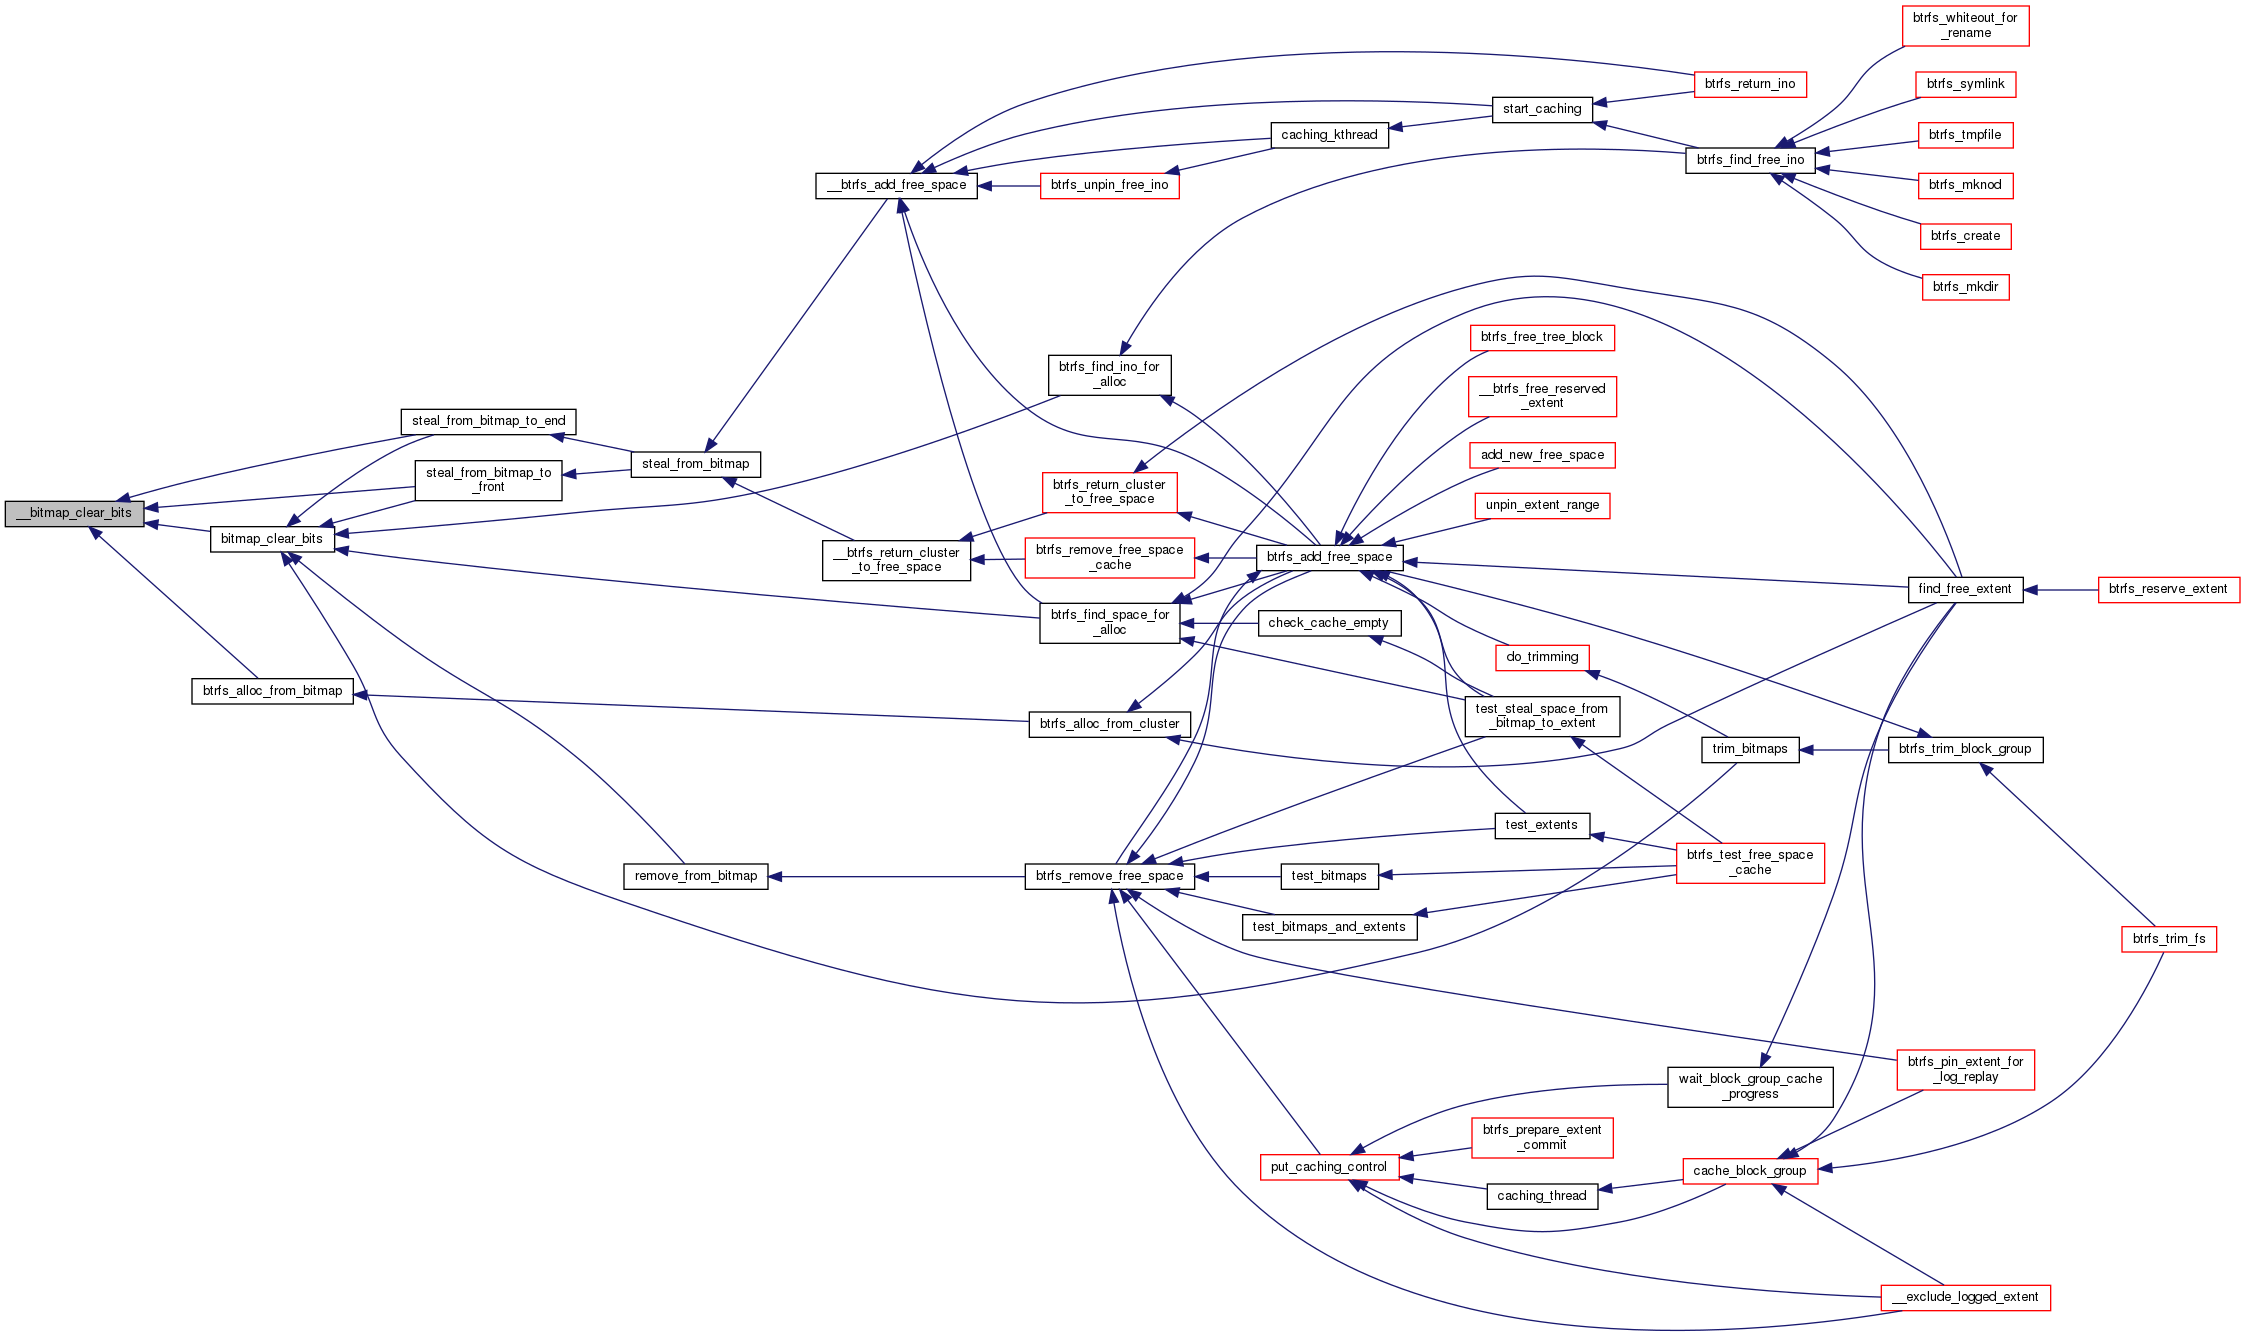 btrfs_whiteout_for
_rename
btrfs_symlink
btrfs_return_ino
start_caching
btrfs_tmpfile
caching_kthread
btrfs_find_free_ino
__btrfs_add_free_space
btrfs_unpin_free_ino
btrfs_mknod
btrfs_create
btrfs_mkdir
btrfs_free_tree_block
btrfs_find_ino_for
_alloc
__btrfs_free_reserved
_extent
steal_from_bitmap_to_end
add_new_free_space
steal_from_bitmap
steal_from_bitmap_to
_front
btrfs_return_cluster
_to_free_space
unpin_extent_range
__bitmap_clear_bits
bitmap_clear_bits
__btrfs_return_cluster
_to_free_space
btrfs_remove_free_space
_cache
btrfs_add_free_space
find_free_extent
btrfs_reserve_extent
btrfs_find_space_for
_alloc
check_cache_empty
do_trimming
btrfs_alloc_from_bitmap
btrfs_alloc_from_cluster
test_steal_space_from
_bitmap_to_extent
trim_bitmaps
btrfs_trim_block_group
test_extents
btrfs_test_free_space
_cache
remove_from_bitmap
btrfs_remove_free_space
test_bitmaps
test_bitmaps_and_extents
btrfs_trim_fs
btrfs_pin_extent_for
_log_replay
wait_block_group_cache
_progress
btrfs_prepare_extent
_commit
put_caching_control
cache_block_group
caching_thread
__exclude_logged_extent